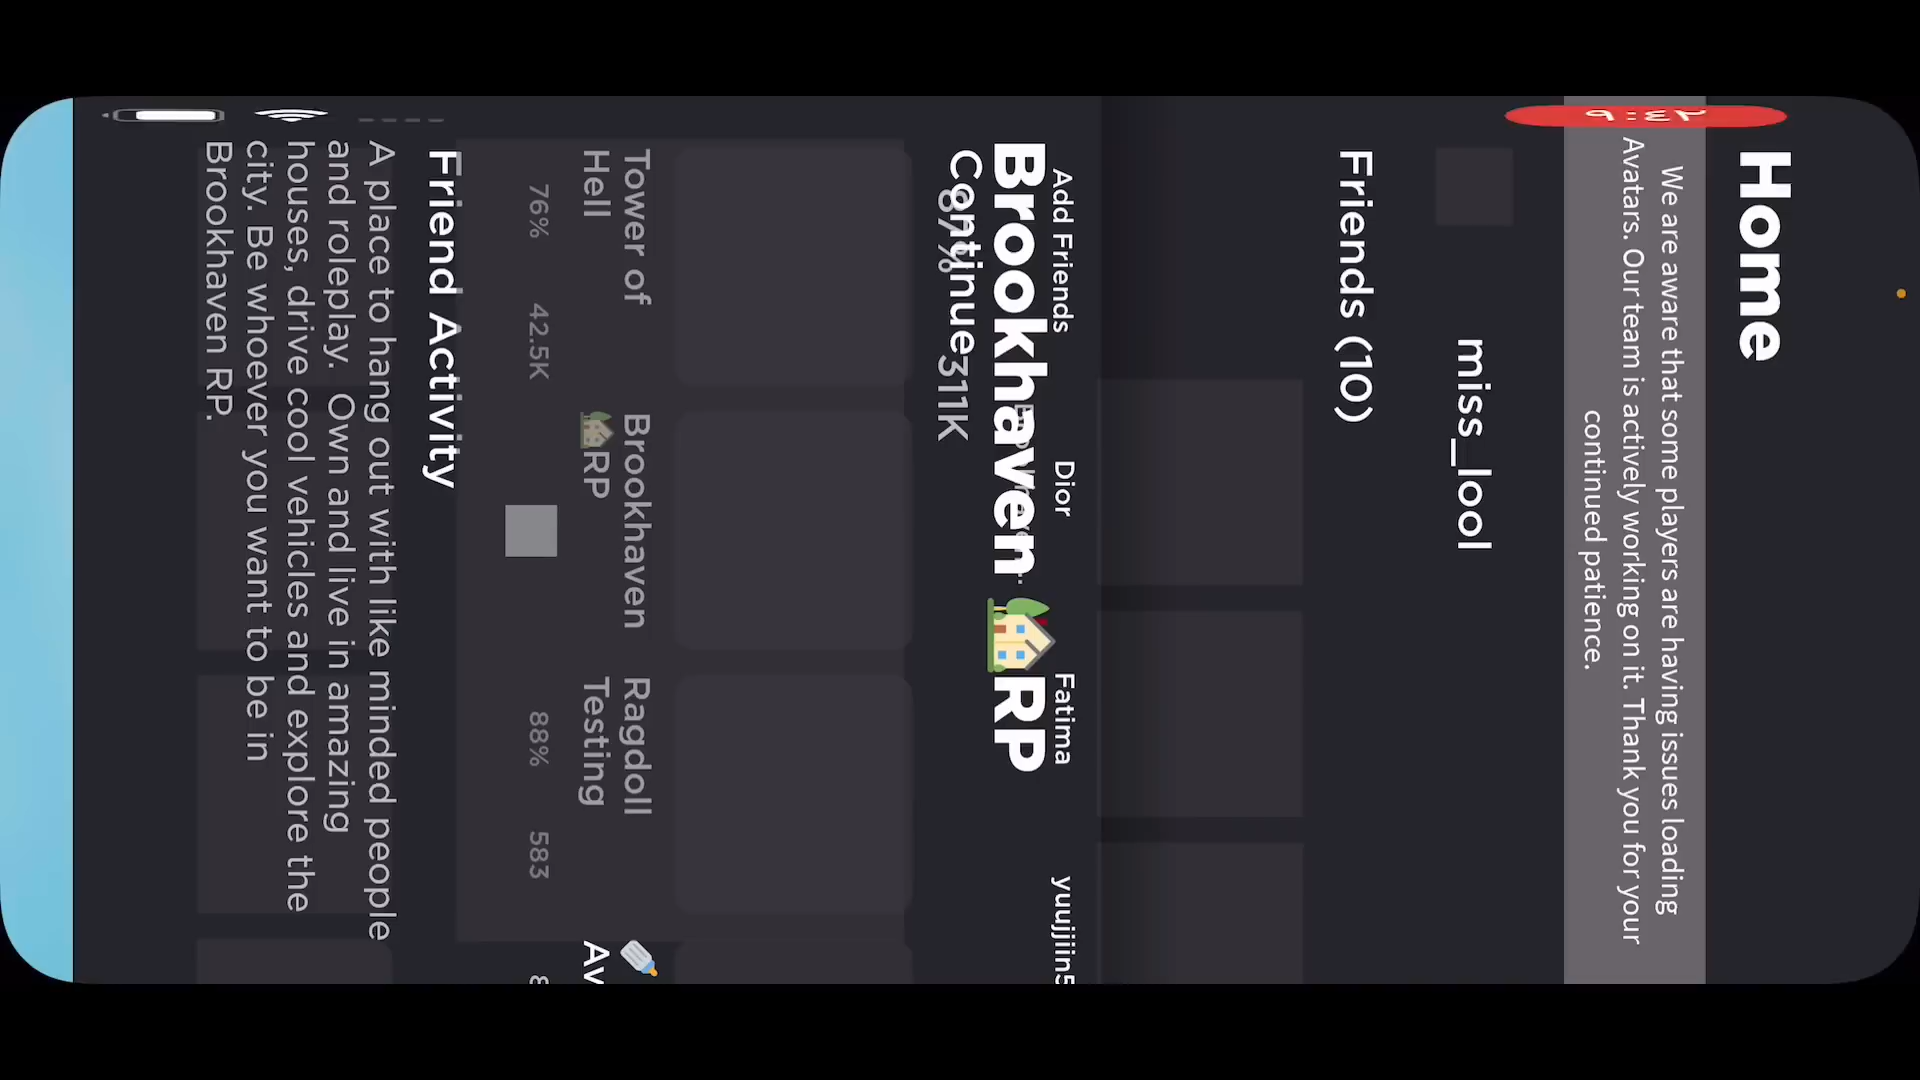 Home
We are aware that some players are having issues loading
Avatars. Our team is actively working on it. Thank you for your
continued patience.
miss_lool
Friends (10)
Add Friends
Dior
Fatima
yuujjiin5
Brookhaven 🏡RP
Continue
87%
311K
Tower of
Hell
76%
42.5K
Brookhaven
🏡RP
Ragdoll
Testing
88%
583
🍼
Av
8
Friend Activity
A place to hang out with like minded people
and roleplay. Own and live in amazing
houses, drive cool vehicles and explore the
city. Be whoever you want to be in
Brookhaven RP.